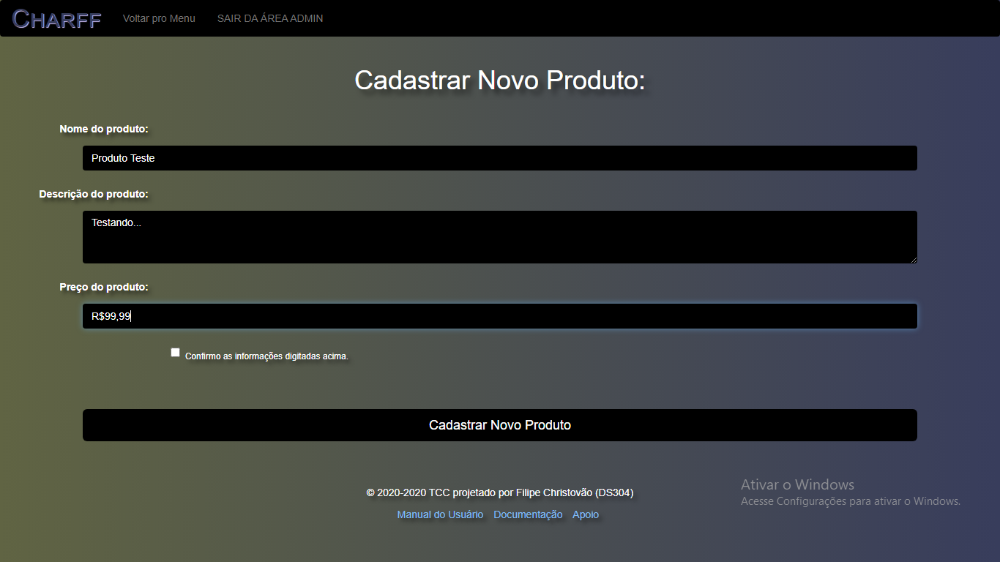 CHARFF Voltar pro Menu SAIR DA ÁREA ADMIN
Cadastrar Novo Produto:
Nome do produto:
Produto Teste
Descrição do produto:
Testando...
Preço do produto:
R$99,99
Confirmo as informações digitadas acima.
Cadastrar Novo Produto
© 2020-2020 TCC projetado por Filipe Christovão (DS304)
Manual do Usuário Documentação Apoio
Ativar o Windows
Acesse Configurações para ativar o Windows.